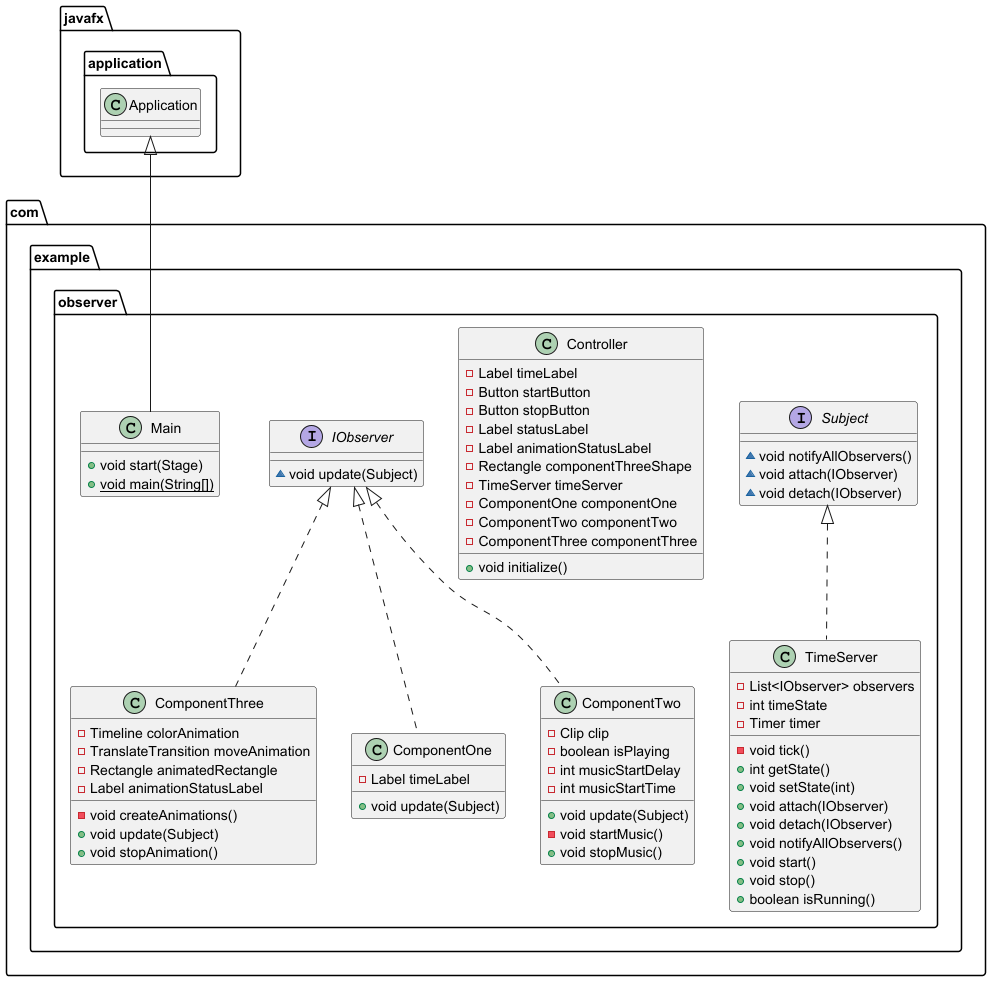 javafx
application
C Application
com
example
observer
C Main
void start(Stage)
void main(String[])
I IObserver
void update(Subject)
C Controller
Label timeLabel
Button startButton
Button stopButton
Label statusLabel
Label animationStatusLabel
Rectangle componentThreeShape
TimeServer timeServer
ComponentOne componentOne
ComponentTwo componentTwo
ComponentThree componentThree
void initialize()
I Subject
void notifyAllObservers()
void attach(IObserver)
void detach(IObserver)
C ComponentThree
Timeline colorAnimation
TranslateTransition moveAnimation
Rectangle animatedRectangle
Label animationStatusLabel
void createAnimations()
void update(Subject)
void stopAnimation()
C ComponentOne
Label timeLabel
void update(Subject)
C ComponentTwo
Clip clip
boolean isPlaying
int musicStartDelay
int musicStartTime
void update(Subject)
void startMusic()
void stopMusic()
C TimeServer
List<IObserver> observers
int timeState
Timer timer
void tick()
int getState()
void setState(int)
void attach(IObserver)
void detach(IObserver)
void notifyAllObservers()
void start()
void stop()
boolean isRunning()